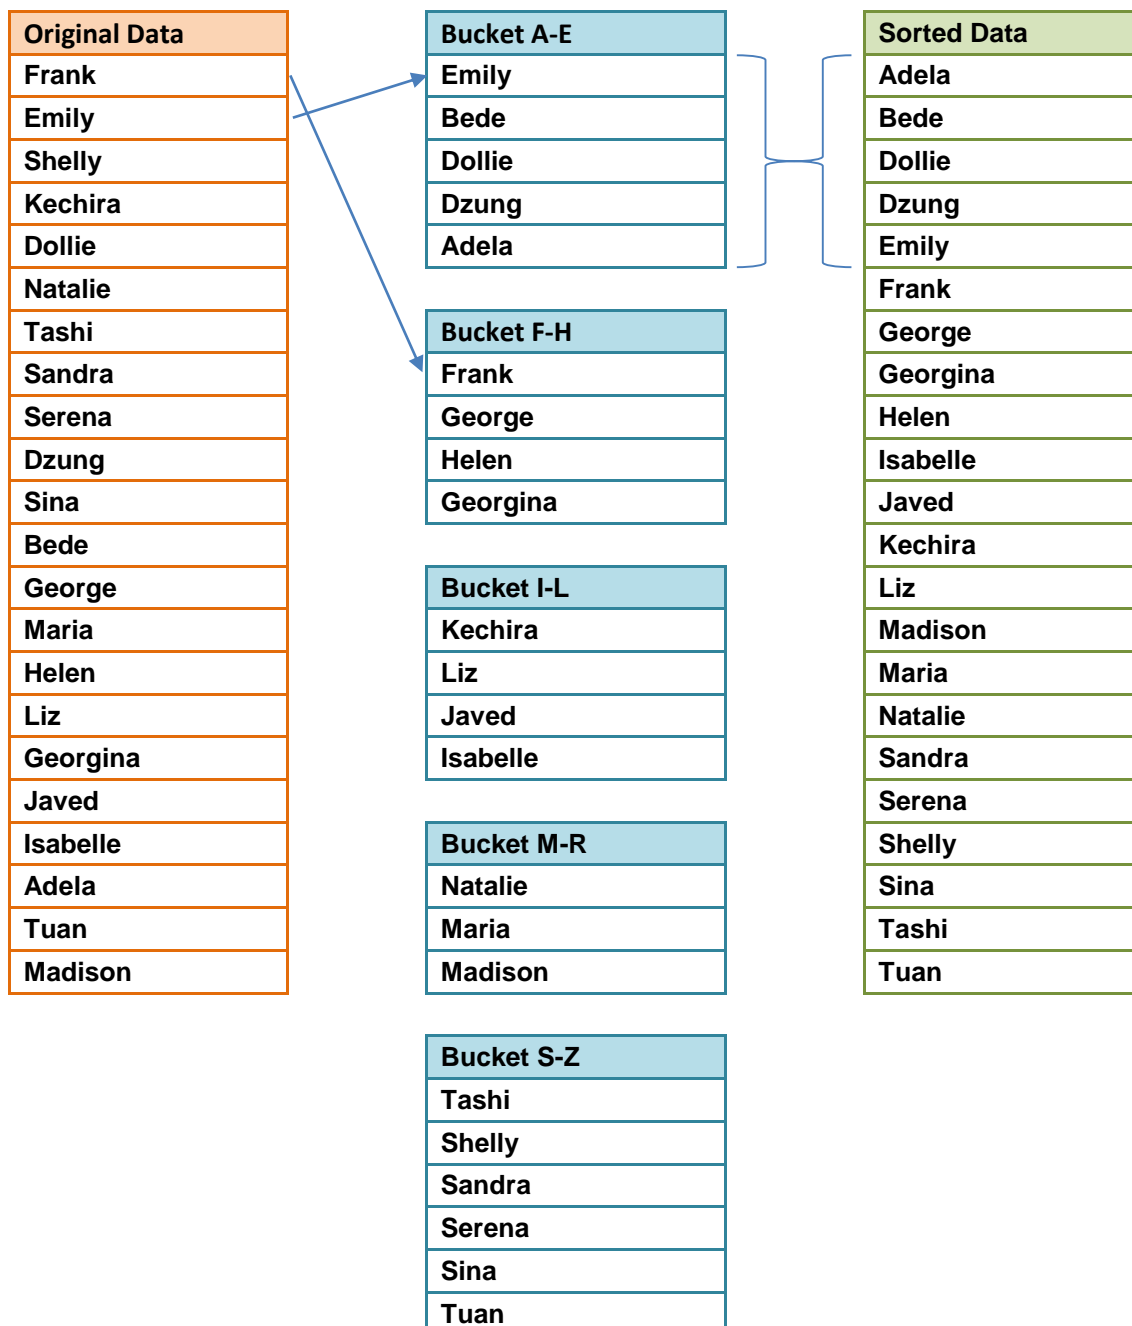 Original Data
Frank
Emily
Shelly
Kechira
Dollie
Natalie
Tashi
Sandra
Serena
Dzung
Sina
Bede
George
Maria
Helen
Liz
Georgina
Javed
Isabelle
Adela
Tuan
Madison
Bucket A-E
Emily
Bede
Dollie
Dzung
Adela
Bucket F-H
Frank
George
Helen
Georgina
Bucket I-L
Kechira
Liz
Javed
Isabelle
Bucket M-R
Natalie
Maria
Madison
Bucket S-Z
Tashi
Shelly
Sandra
Serena
Sina
Tuan
Sorted Data
Adela
Bede
Dollie
Dzung
Emily
Frank
George
Georgina
Helen
Isabelle
Javed
Kechira
Liz
Madison
Maria
Natalie
Sandra
Serena
Shelly
Sina
Tashi
Tuan